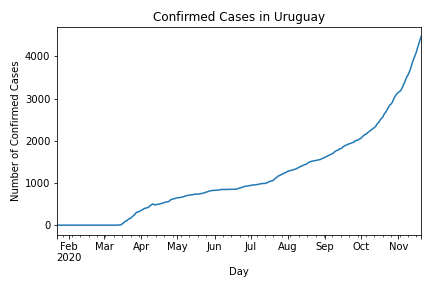 Confirmed Cases in Uruguay
Number of Confirmed Cases
4000
3000
2000
1000
0
Feb Mar Apr May Jun Jul Aug Sep Oct Nov
2020
Day